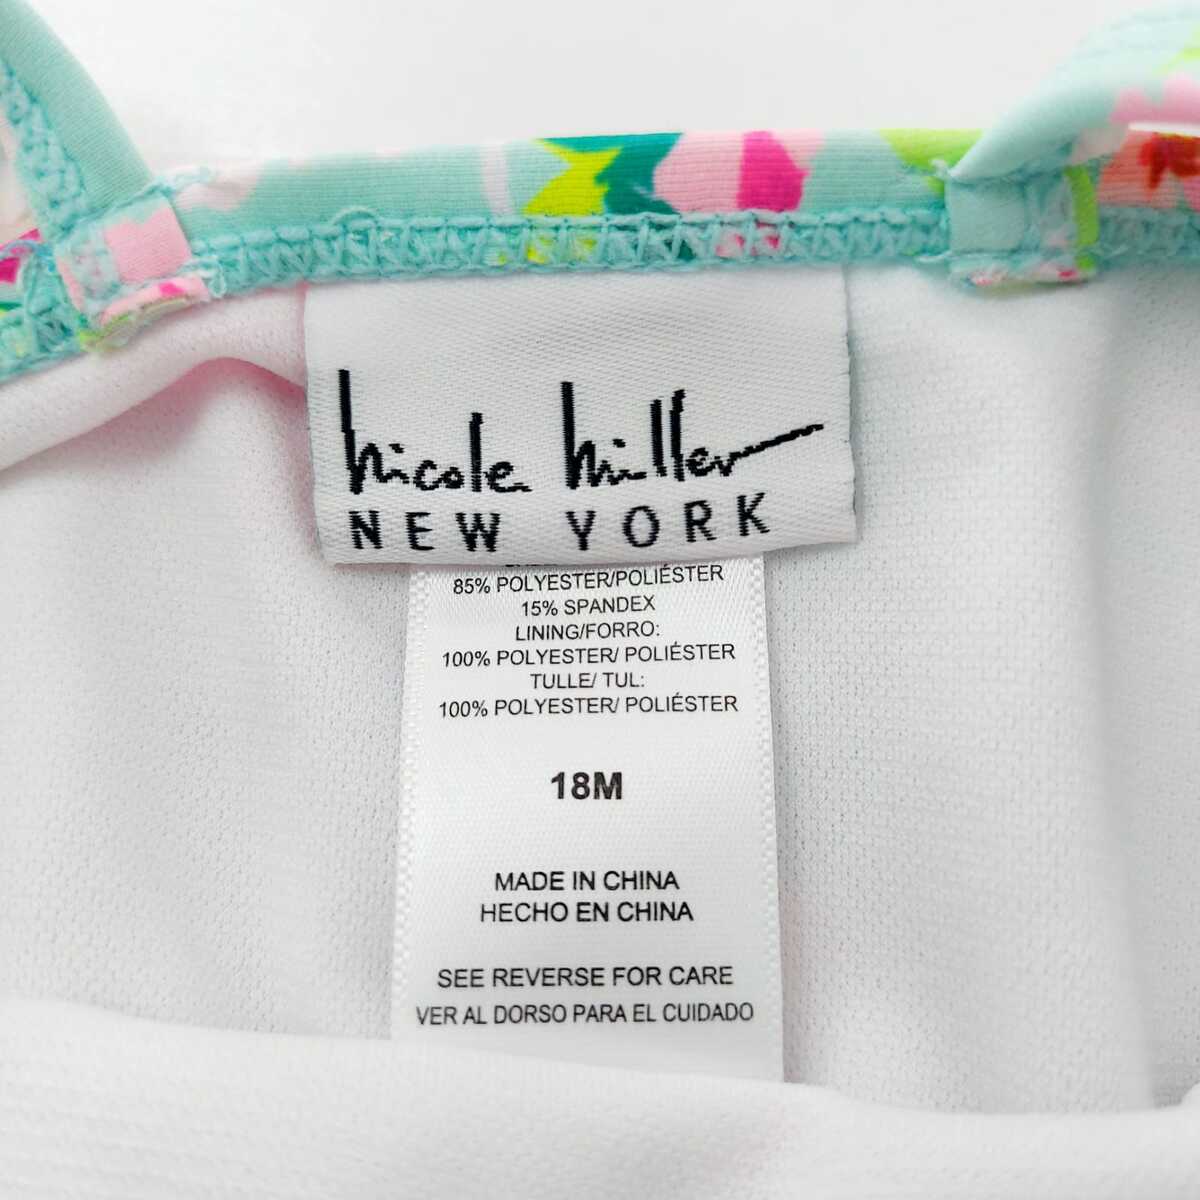 nicole miller
NEW YORK
85% POLYESTER/POLIÉSTER
15% SPANDEX
LINING/FORRO:
100% POLYESTER/ POLIÉSTER
TULLE/ TUL:
100% POLYESTER/ POLIÉSTER
18M
MADE IN CHINA
HECHO EN CHINA
SEE REVERSE FOR CARE
VER AL DORSO PARA EL CUIDADO